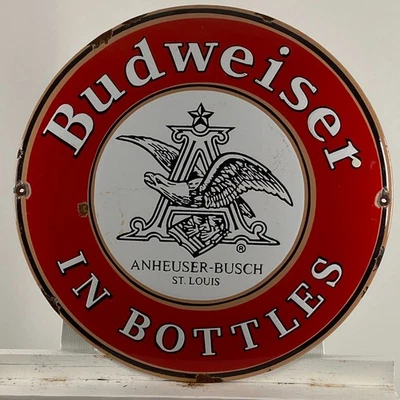 Budweiser
A
®
ANHEUSER-BUSCH
ST. LOUIS
IN BOTTLES